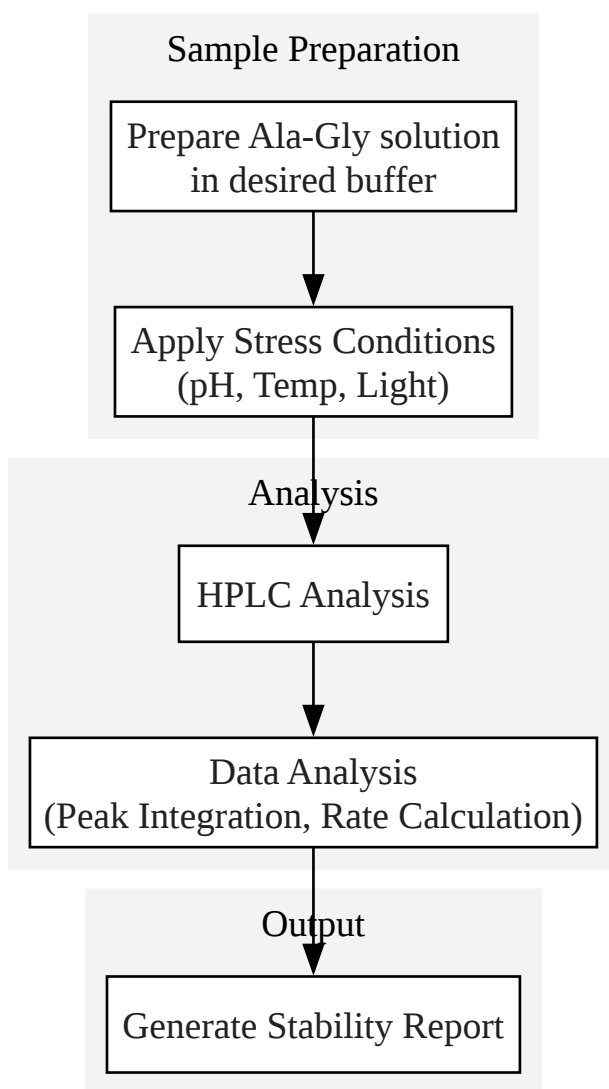 Sample Preparation
Prepare Ala-Gly solution
in desired buffer
Apply Stress Conditions
(pH, Temp, Light)
Analysis
HPLC Analysis
Data Analysis
(Peak Integration, Rate Calculation)
Output
Generate Stability Report